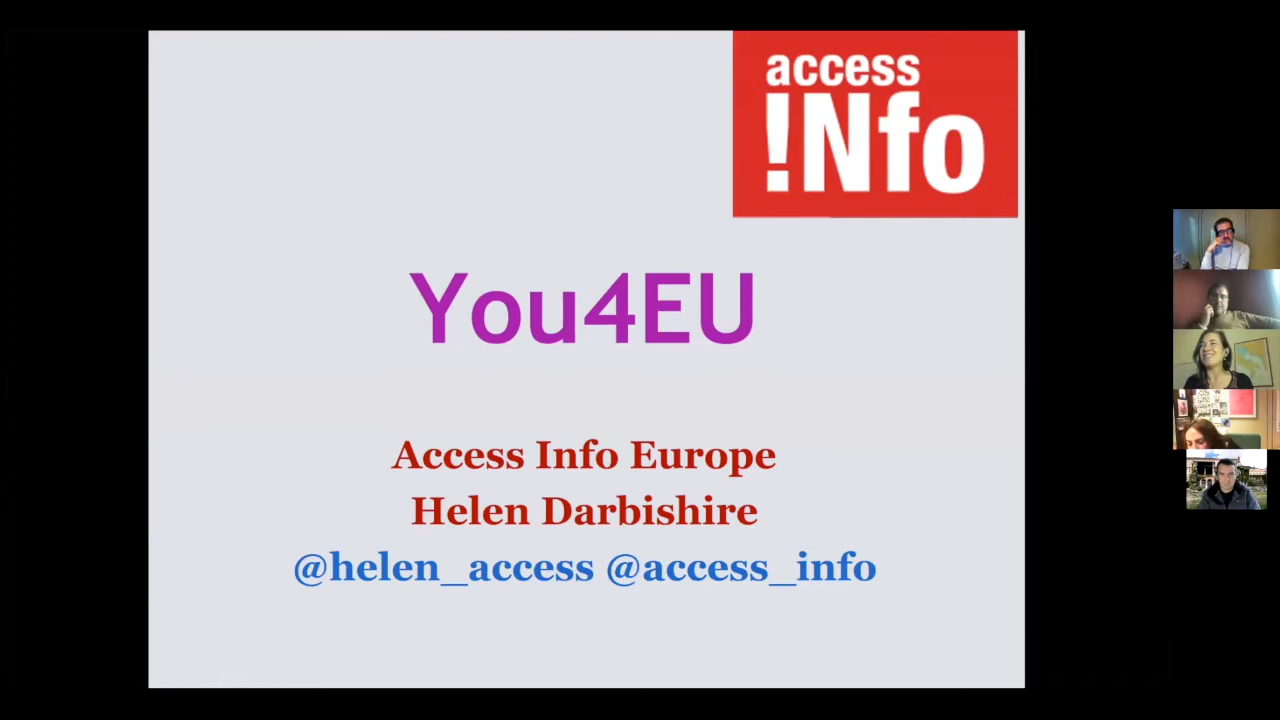 access
!Nfo
You4EU
Access Info Europe
Helen Darbishire
@helen_access @access_info